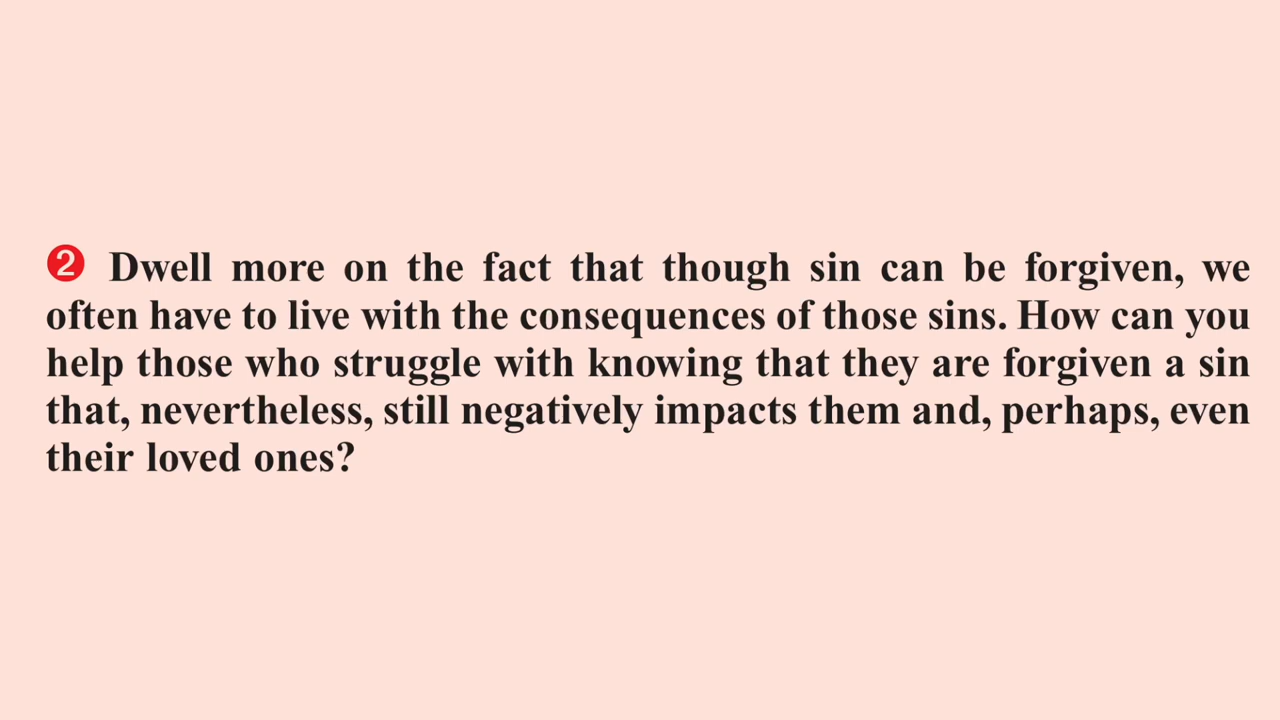 ❷ Dwell more on the fact that though sin can be forgiven, we
often have to live with the consequences of those sins. How can you
help those who struggle with knowing that they are forgiven a sin
that, nevertheless, still negatively impacts them and, perhaps, even
their loved ones?